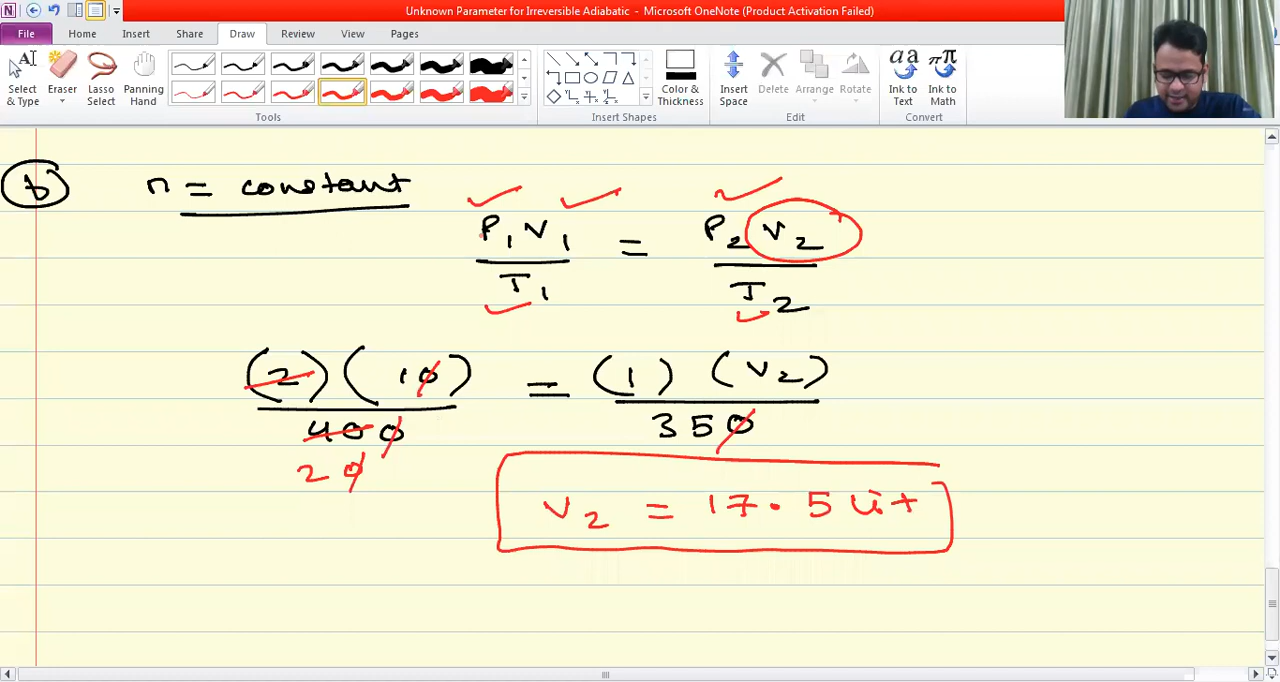 Unknown Parameter for Irreversible Adiabatic - Microsoft OneNote (Product Activation Failed)
File Home Insert Draw Share Review View Pages
Select & Type
Eraser
Lasso Select
Panning Hand
Color & Thickness
Insert Space
Delete
Arrange
Rotate
Ink to Text
Ink to Math
Tools
Insert Shapes
Edit
Convert
b n = constant
P1V1 = P2V2
T1 T2
(2)(10) = (1)(V2)
400 350
20
V2 = 17.5 Lit